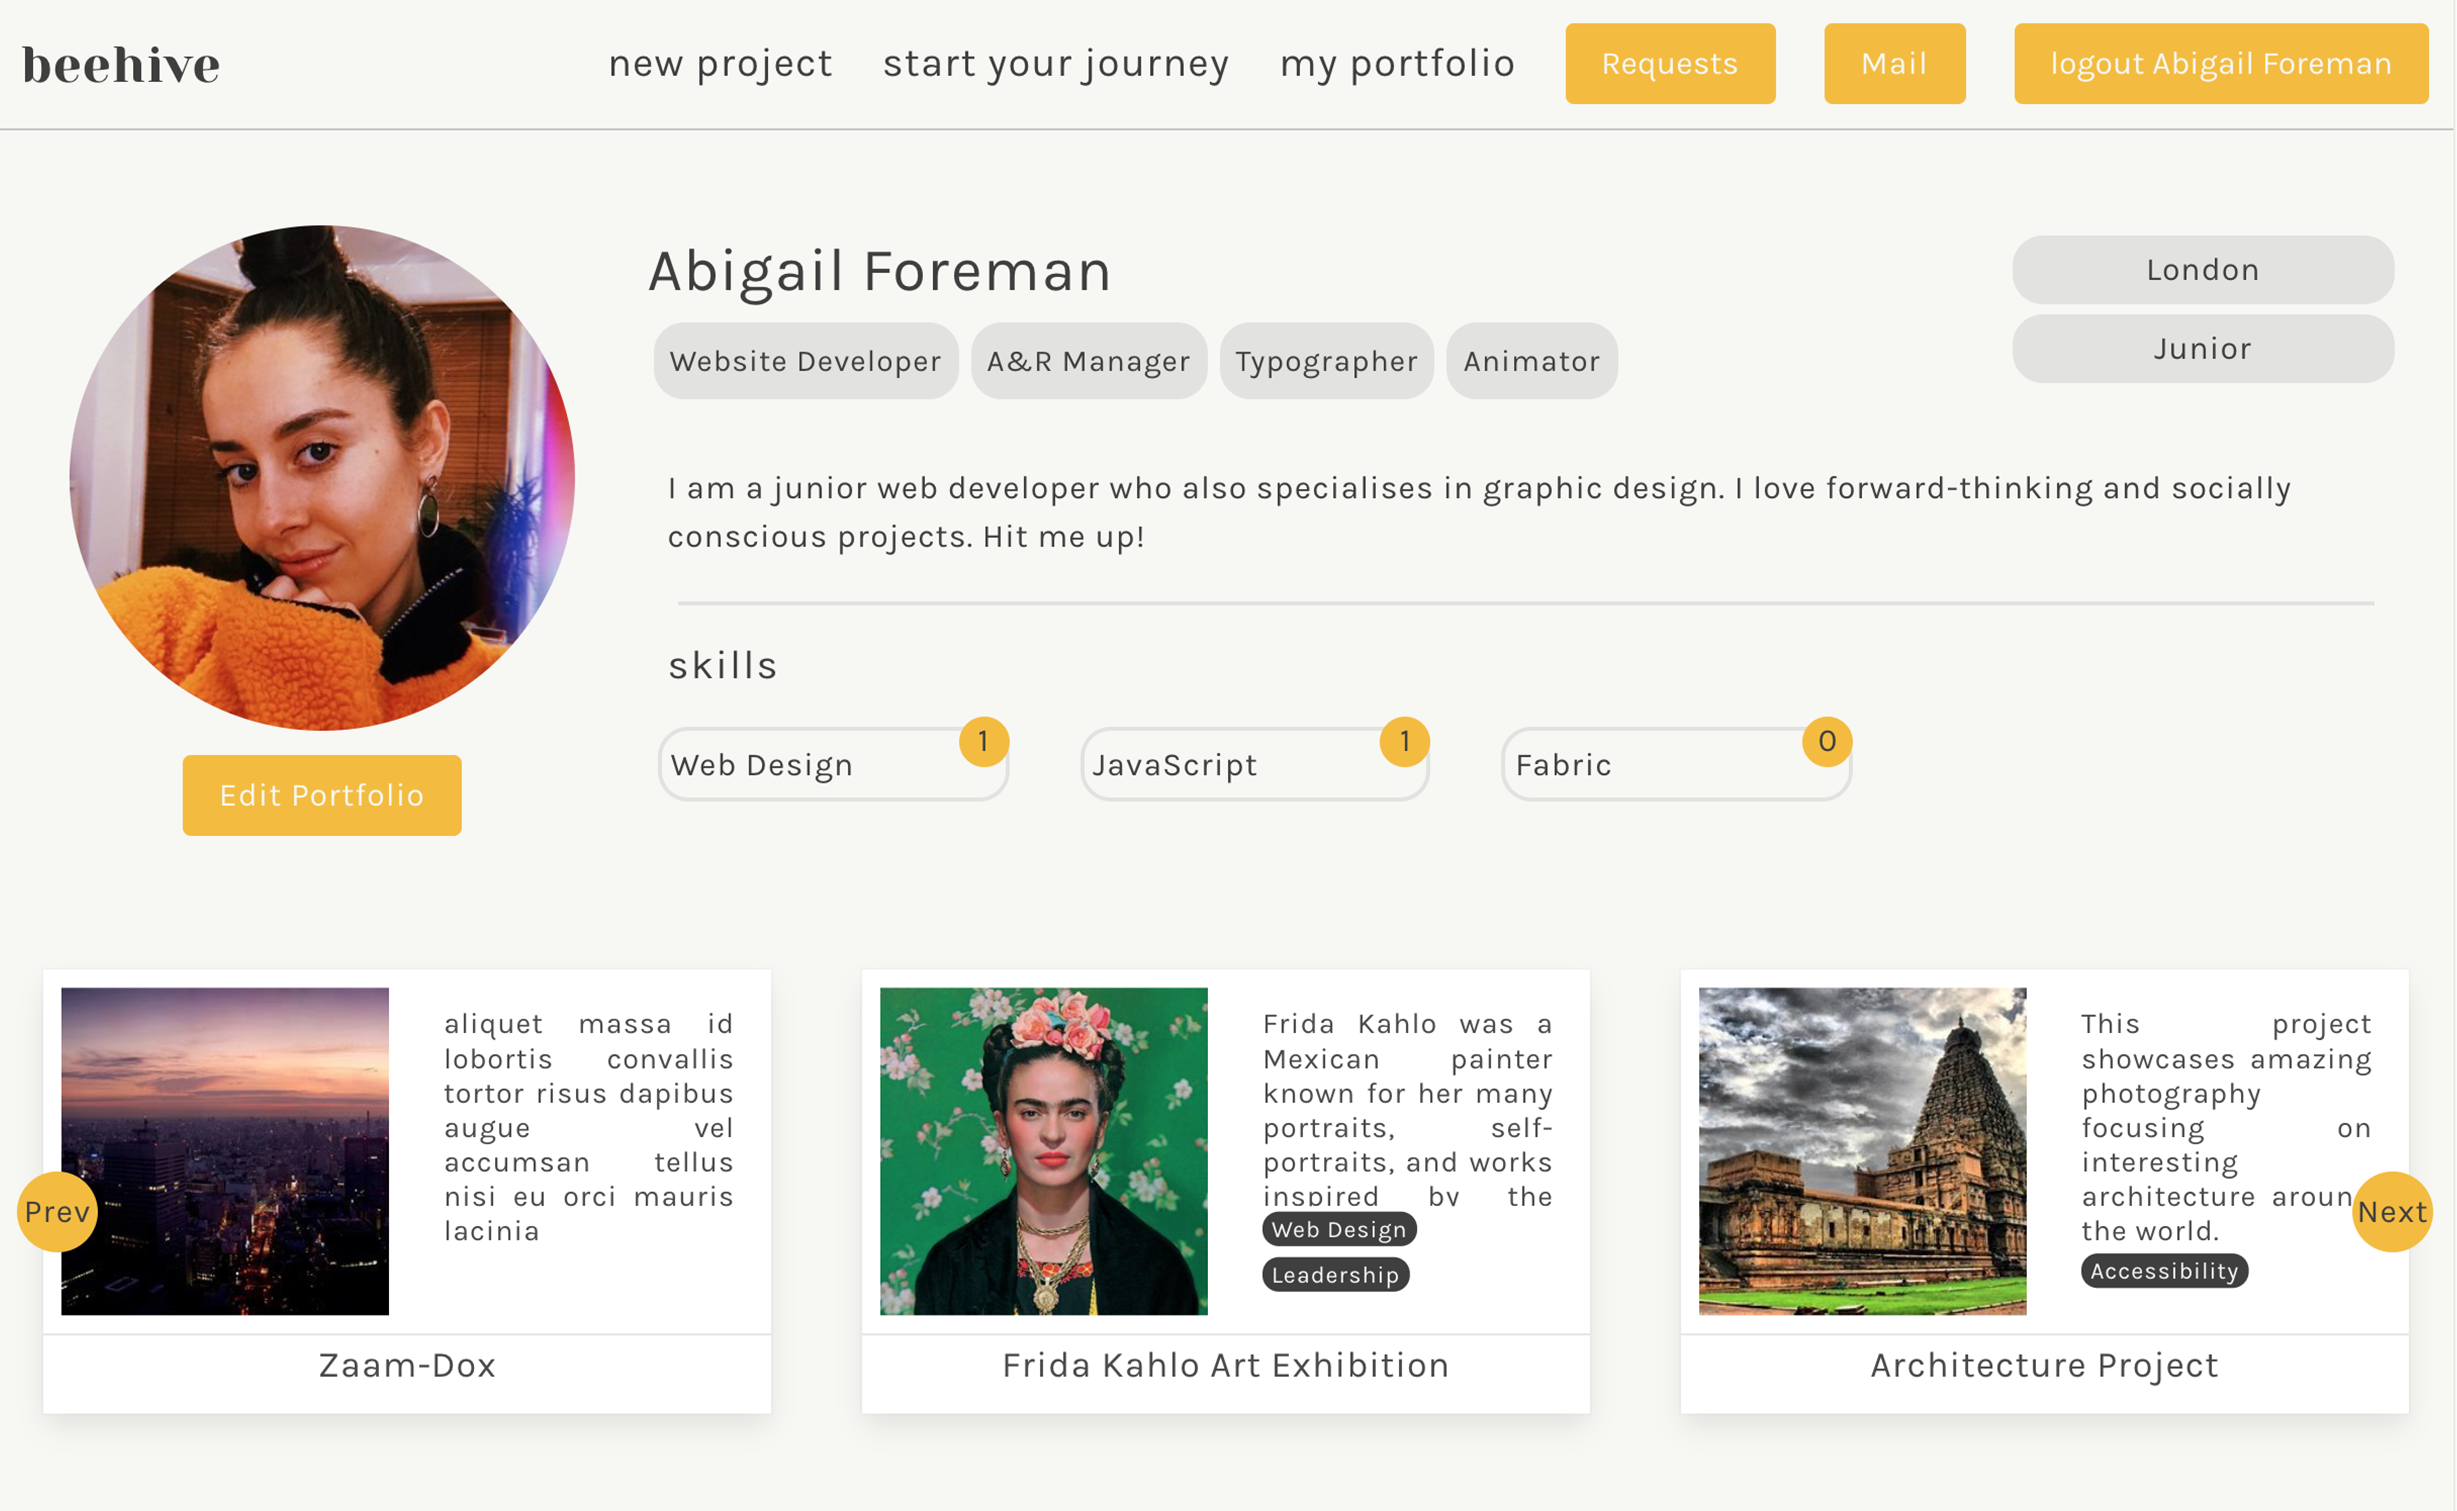 beehive
new project
start your journey
my portfolio
Requests
Mail
logout Abigail Foreman
Abigail Foreman
London
Junior
Website Developer
A&R Manager
Typographer
Animator
I am a junior web developer who also specialises in graphic design. I love forward-thinking and socially
conscious projects. Hit me up!
skills
Web Design
1
JavaScript
1
Fabric
0
Edit Portfolio
Prev
aliquet massa id
lobortis convallis
tortor risus dapibus
augue vel
accumsan tellus
nisi eu orci mauris
lacinia
Zaam-Dox
Frida Kahlo was a
Mexican painter
known for her many
portraits, self-
portraits, and works
inspired by the
Web Design
Leadership
Frida Kahlo Art Exhibition
This project
showcases amazing
photography
focusing on
interesting
architecture aroun
the world.
Accessibility
Architecture Project
Next